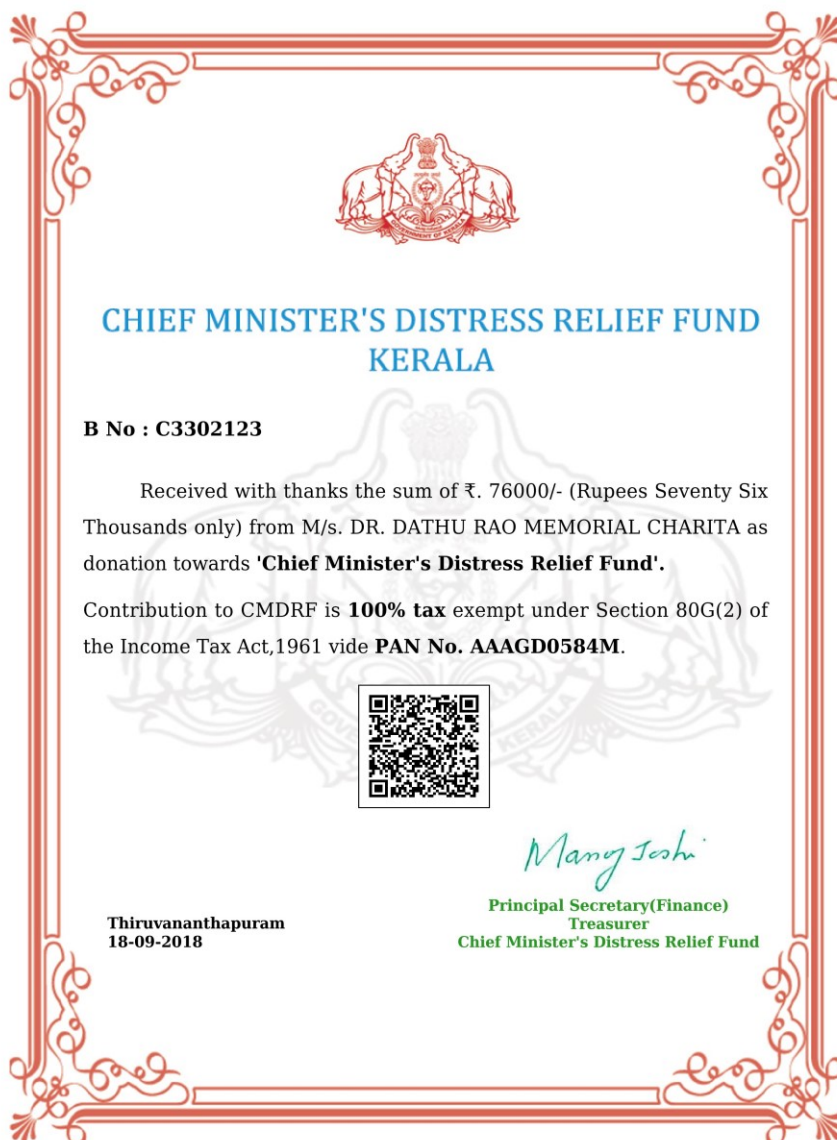 GOVERNMENT OF KERALA
CHIEF MINISTER'S DISTRESS RELIEF FUND
KERALA
B No : C3302123
Received with thanks the sum of ₹. 76000/- (Rupees Seventy Six
Thousands only) from M/s. DR. DATHU RAO MEMORIAL CHARITA as
donation towards 'Chief Minister's Distress Relief Fund'.
Contribution to CMDRF is 100% tax exempt under Section 80G(2) of
the Income Tax Act,1961 vide PAN No. AAAGD0584M.
Manoj Joshi
Principal Secretary(Finance)
Treasurer
Chief Minister's Distress Relief Fund
Thiruvananthapuram
18-09-2018